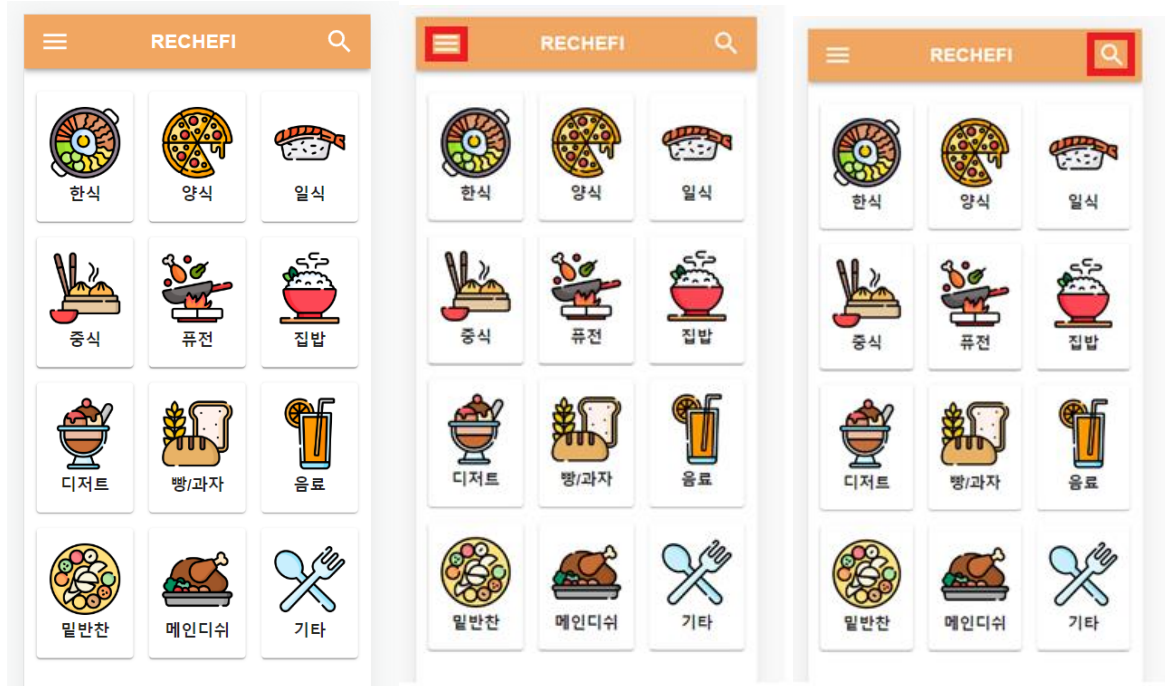 RECHEFI
한식 양식 일식
중식 퓨전 집밥
디저트 빵/과자 음료
밑반찬 메인디쉬 기타
RECHEFI
한식 양식 일식
중식 퓨전 집밥
디저트 빵/과자 음료
밑반찬 메인디쉬 기타
RECHEFI
한식 양식 일식
중식 퓨전 집밥
디저트 빵/과자 음료
밑반찬 메인디쉬 기타